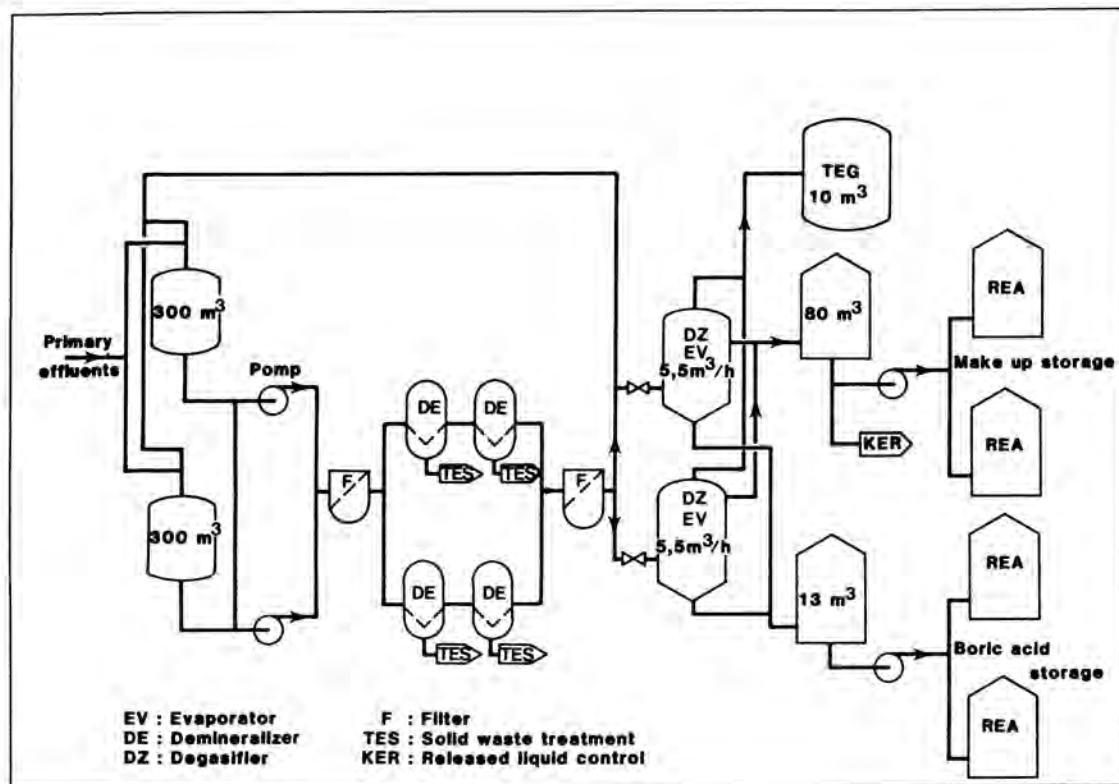 TEG
10 m³
300 m³
80 m³
REA
Primary
effluents
Pomp
DE
DE
DZ
EV
5,5m³/h
Make up storage
TES
TES
KER
REA
F
F
300 m³
DZ
EV
5,5m³/h
REA
DE
DE
13 m³
TES
TES
Boric acid
storage
REA
EV : Evaporator
DE : Demineralizer
DZ : Degasifier
F : Filter
TES : Solid waste treatment
KER : Released liquid control